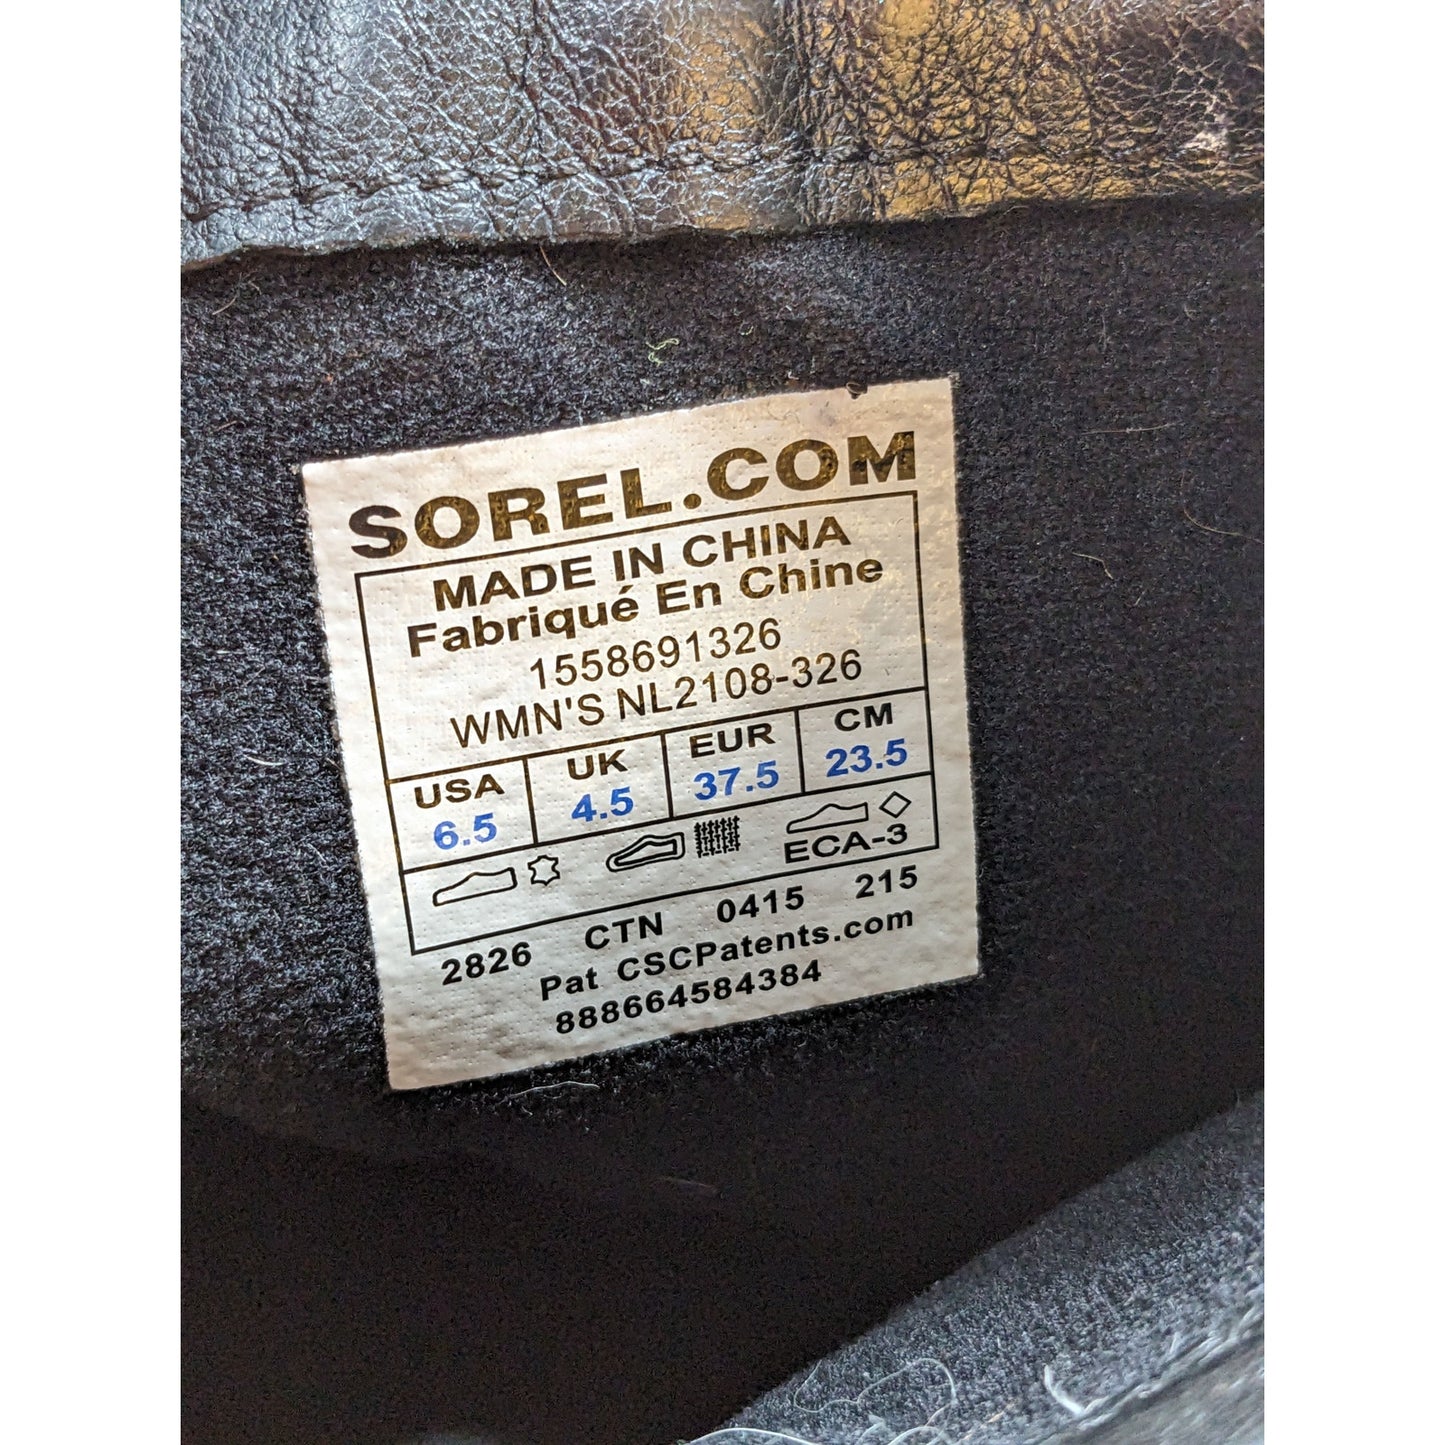 SOREL.COM
MADE IN CHINA
Fabriqué En Chine
1558691326
WMN'S NL2108-326
USA UK EUR CM
6.5 4.5 37.5 23.5
ECA-3
2826 CTN 0415 215
Pat CSCPatents.com
888664584384